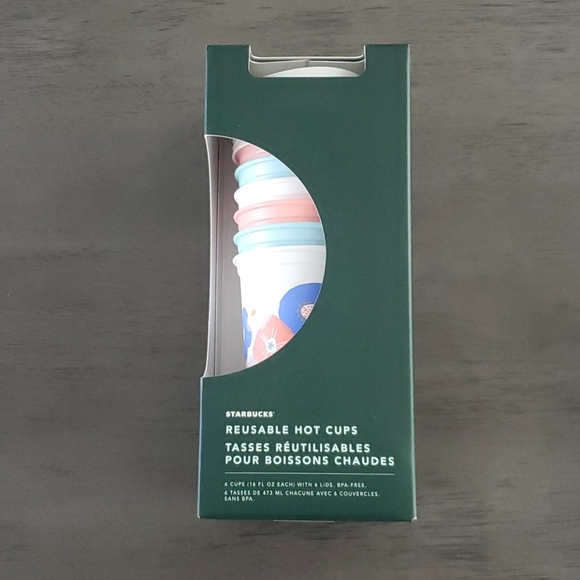 STARBUCKS®
REUSABLE HOT CUPS
TASSES RÉUTILISABLES
POUR BOISSONS CHAUDES
6 CUPS (16 FL OZ EACH) WITH 6 LIDS. BPA-FREE.
6 TASSES DE 473 ML CHACUNE AVEC 6 COUVERCLES.
SANS BPA.